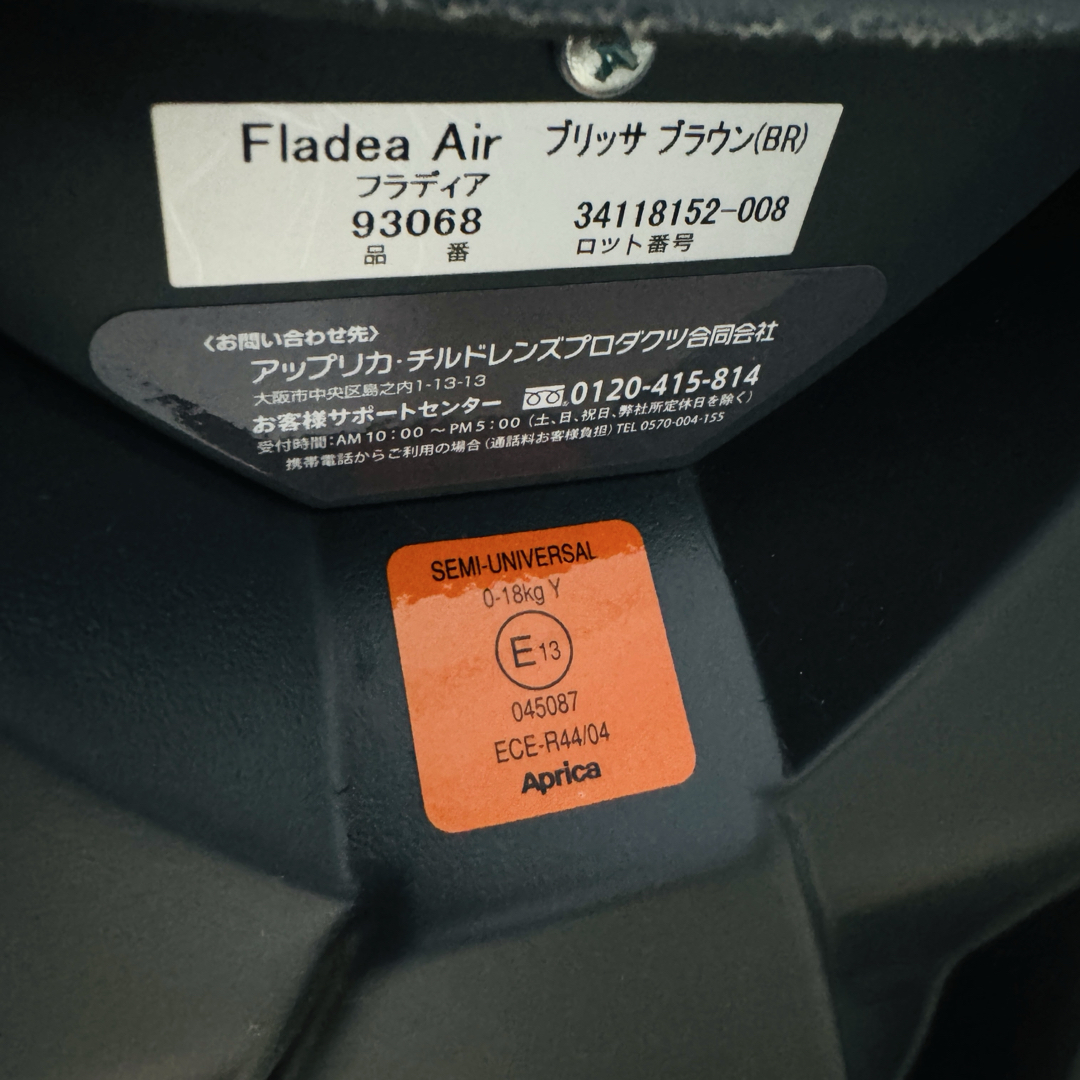 Fladea Air ブリッサ ブラウン(BR)
フラディア
93068 34118152-008
品 番 ロット番号
〈お問い合わせ先〉
アップリカ・チルドレンズプロダクツ合同会社
大阪市中央区島之内1-13-13
お客様サポートセンター 0120-415-814
受付時間:AM10:00 ～PM5:00 (土、日、祝日、弊社所定休日を除く)
携帯電話からご利用の場合 (通話料お客様負担) TEL 0570-004-155
SEMI-UNIVERSAL
0-18kg Y
E 13
045087
ECE-R44/04
Aprica